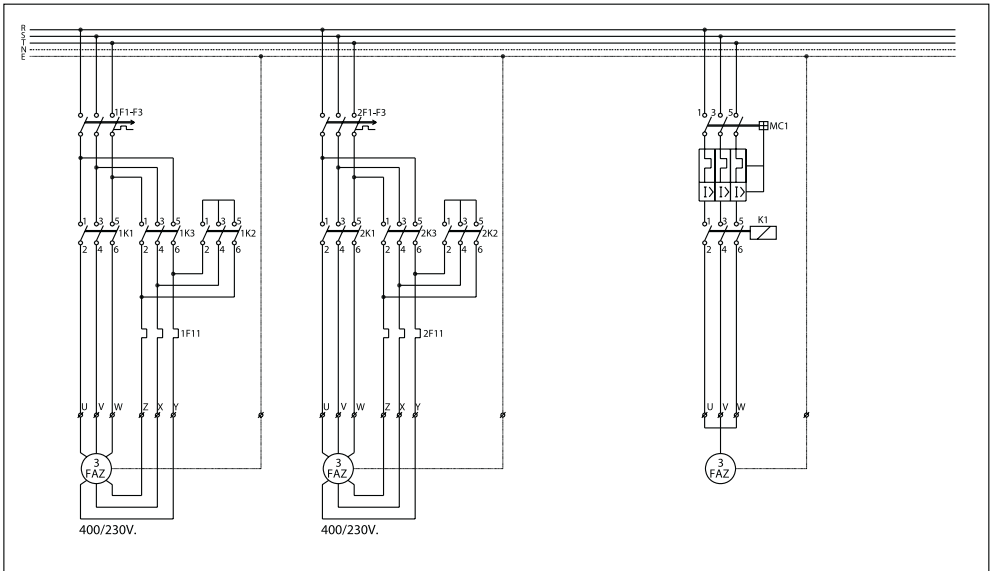 R
S
T
N
E
1F1-F3 2F1-F3 1 3 5 MC1
I> I> I>
1 3 5 1K1 1 3 5 1K3 1 3 5 1K2 1 3 5 2K1 1 3 5 2K3 1 3 5 2K2 1 3 5 K1
2 4 6 2 4 6 2 4 6 2 4 6 2 4 6 2 4 6 2 4 6
1F11 2F11
U V W Z X Y U V W Z X Y U V W
3 3 3
FAZ FAZ FAZ
400/230V. 400/230V.